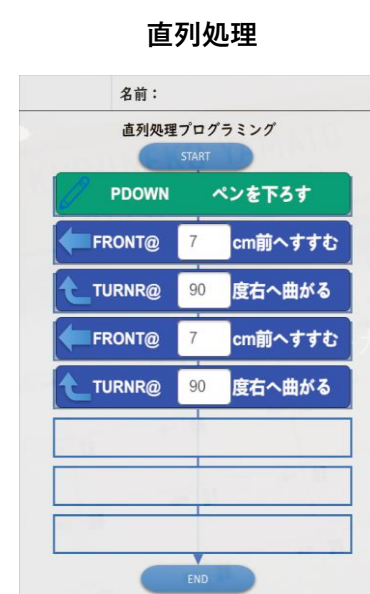 直列処理
名前：
直列処理プログラミング
START
PDOWN ペンを下ろす
FRONT@ 7 cm前へすすむ
TURNR@ 90 度右へ曲がる
FRONT@ 7 cm前へすすむ
TURNR@ 90 度右へ曲がる
END